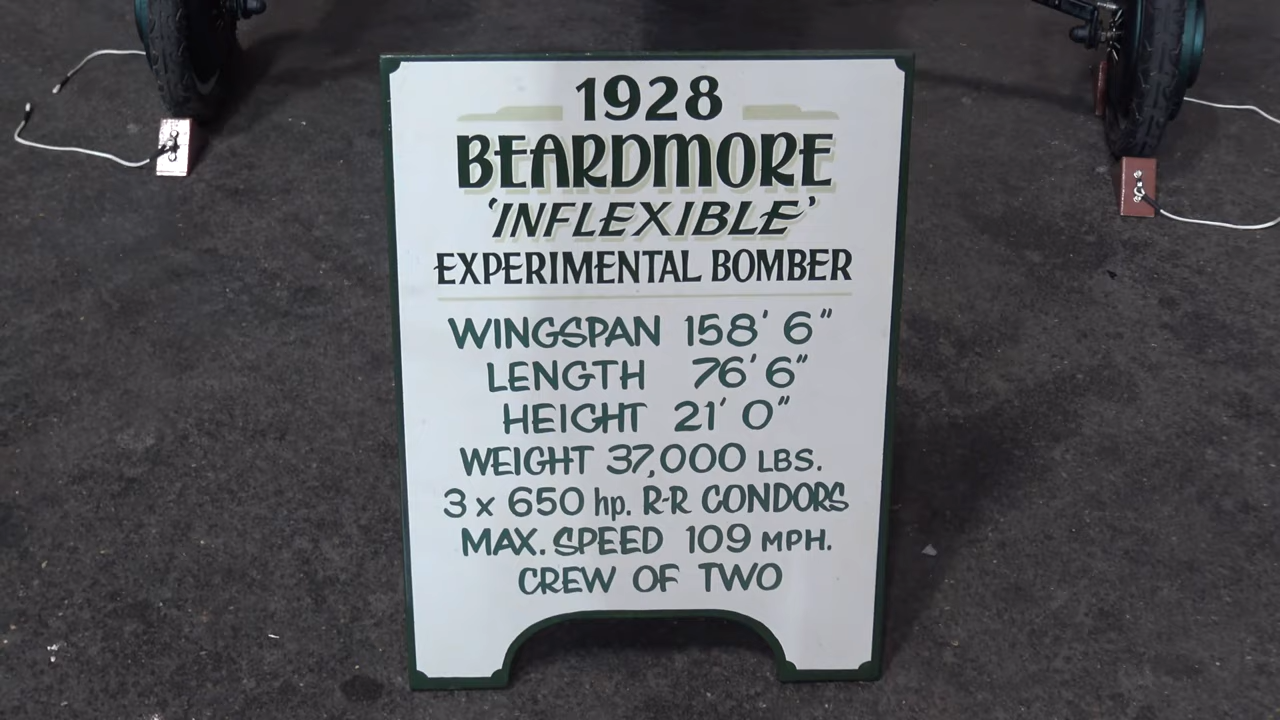 1928
BEARDMORE
'INFLEXIBLE'
EXPERIMENTAL BOMBER
WINGSPAN 158' 6"
LENGTH 76' 6"
HEIGHT 21' 0"
WEIGHT 37,000 LBS.
3 x 650 hp. R-R CONDORS
MAX. SPEED 109 MPH.
CREW OF TWO